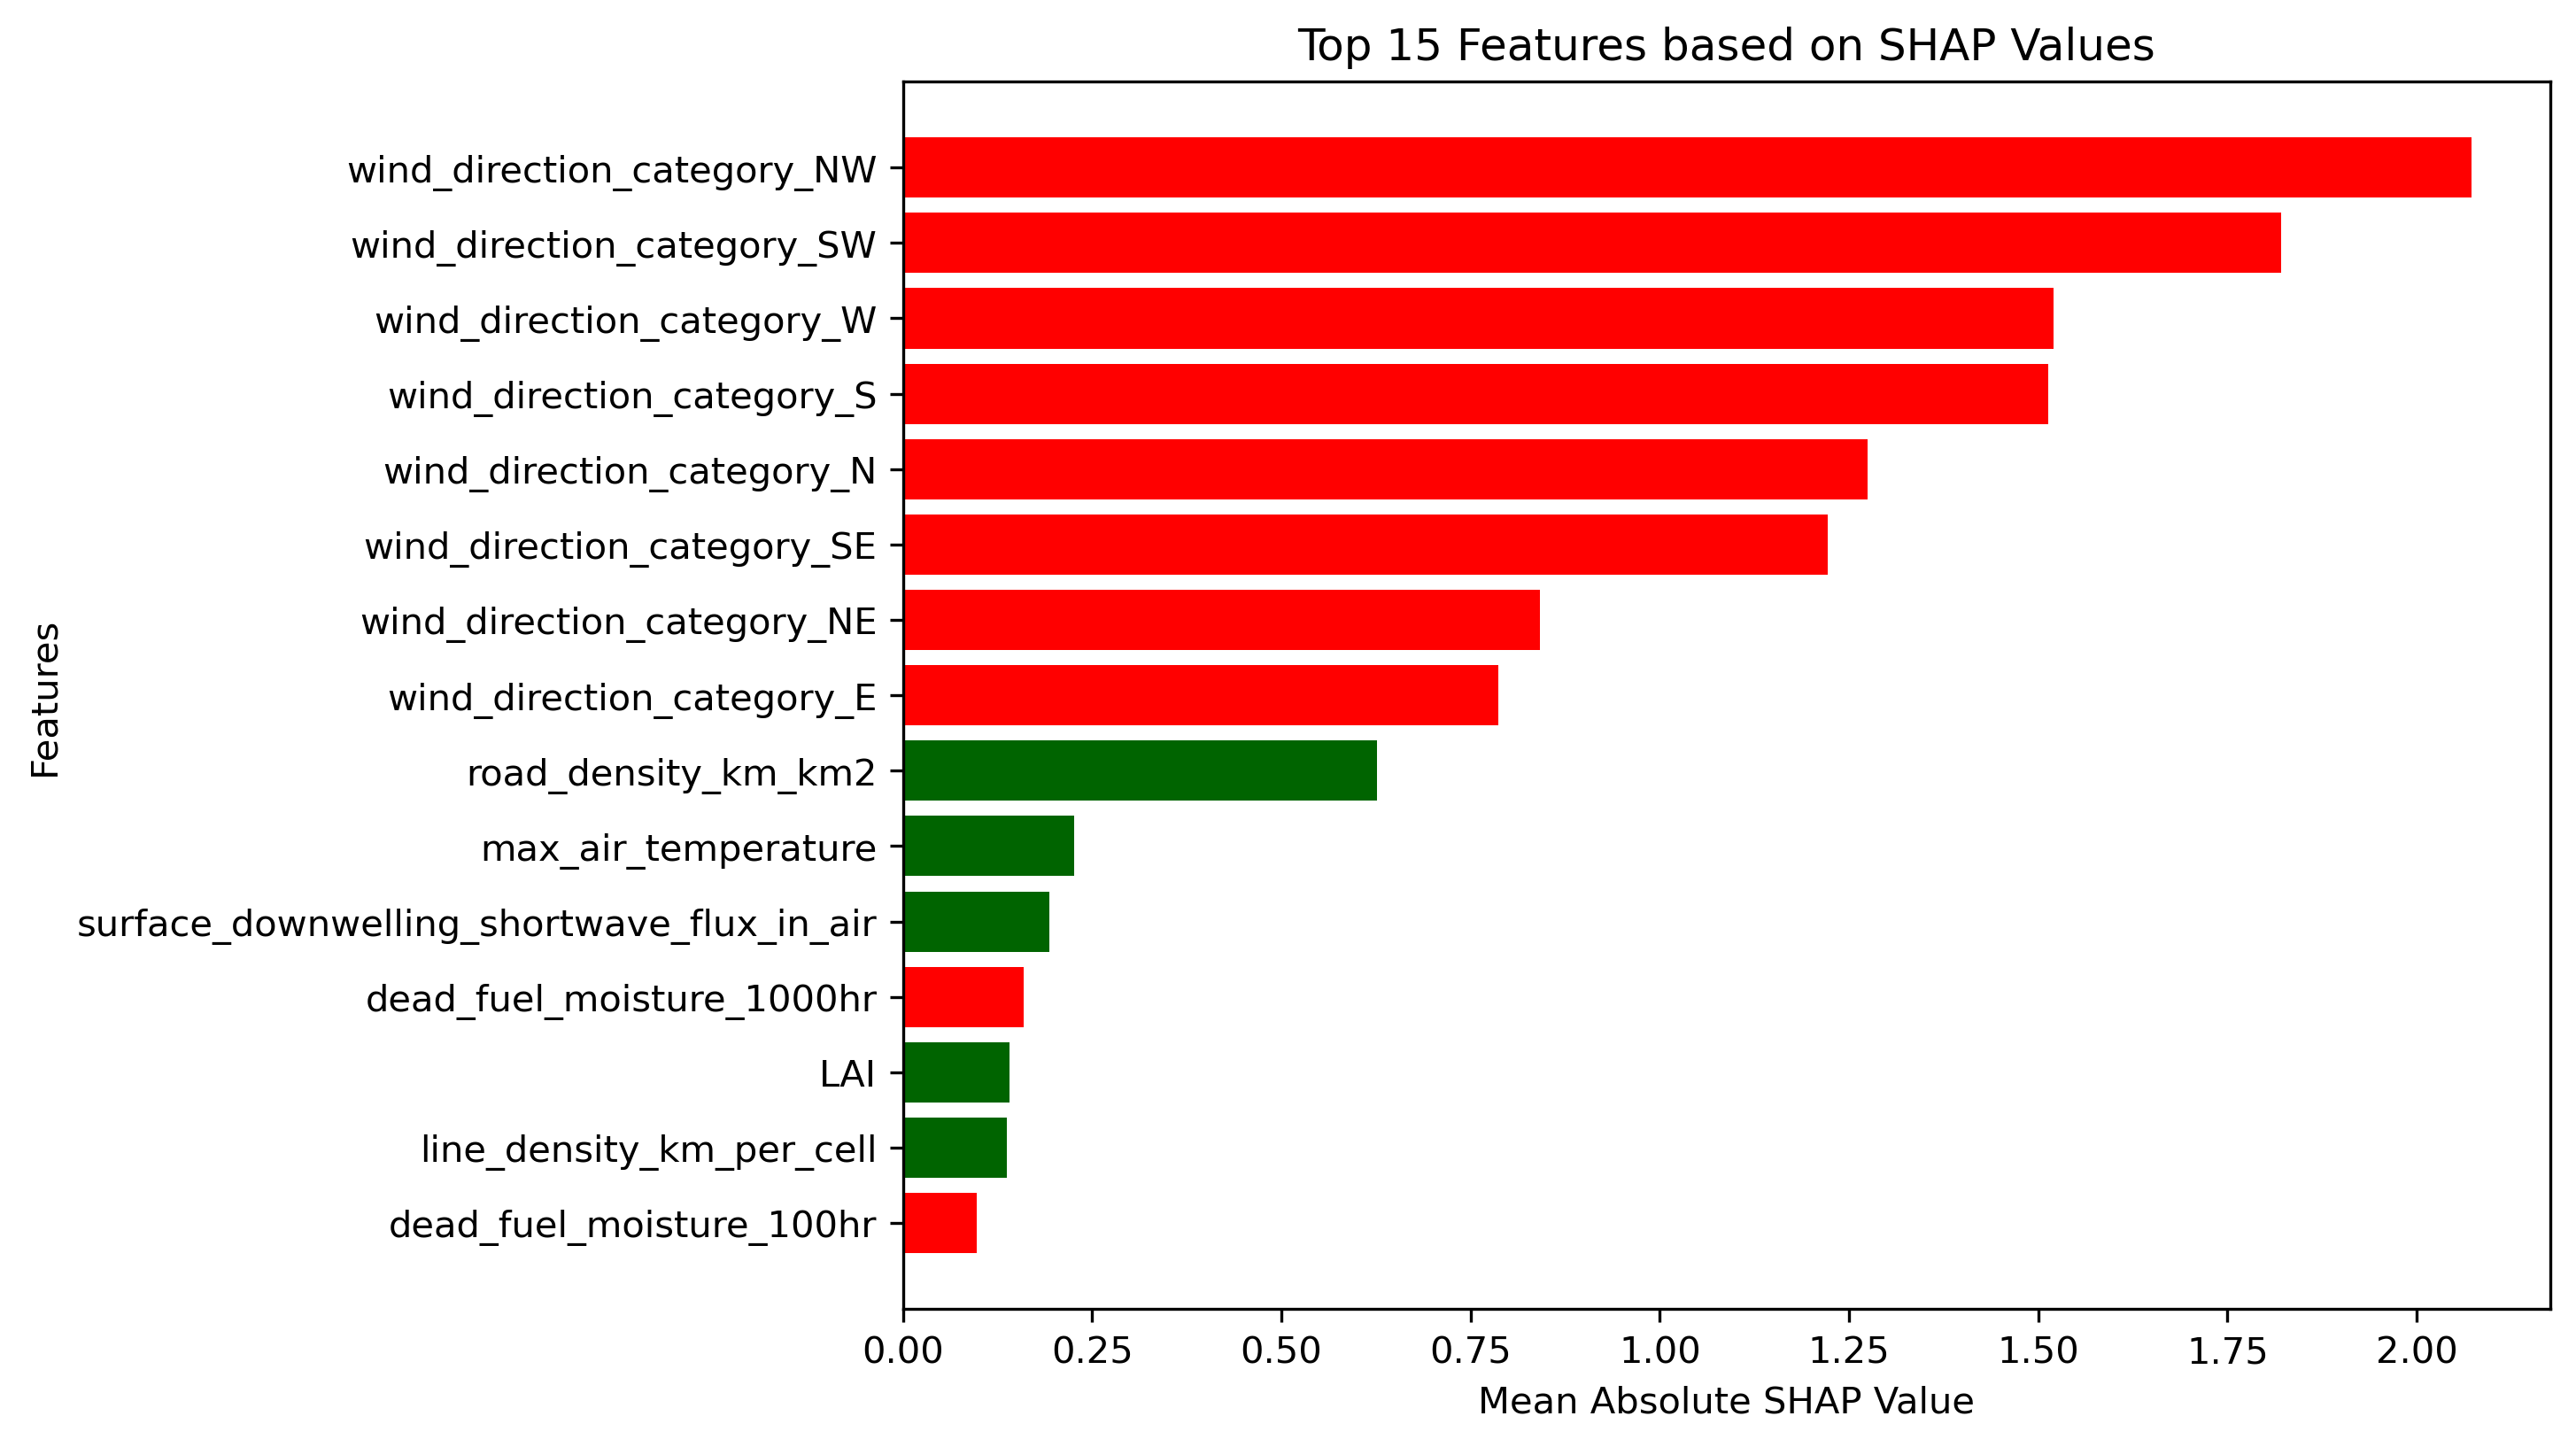 Top 15 Features based on SHAP Values
Features
wind_direction_category_NW
wind_direction_category_SW
wind_direction_category_W
wind_direction_category_S
wind_direction_category_N
wind_direction_category_SE
wind_direction_category_NE
wind_direction_category_E
road_density_km_km2
max_air_temperature
surface_downwelling_shortwave_flux_in_air
dead_fuel_moisture_1000hr
LAI
line_density_km_per_cell
dead_fuel_moisture_100hr
0.00 0.25 0.50 0.75 1.00 1.25 1.50 1.75 2.00
Mean Absolute SHAP Value